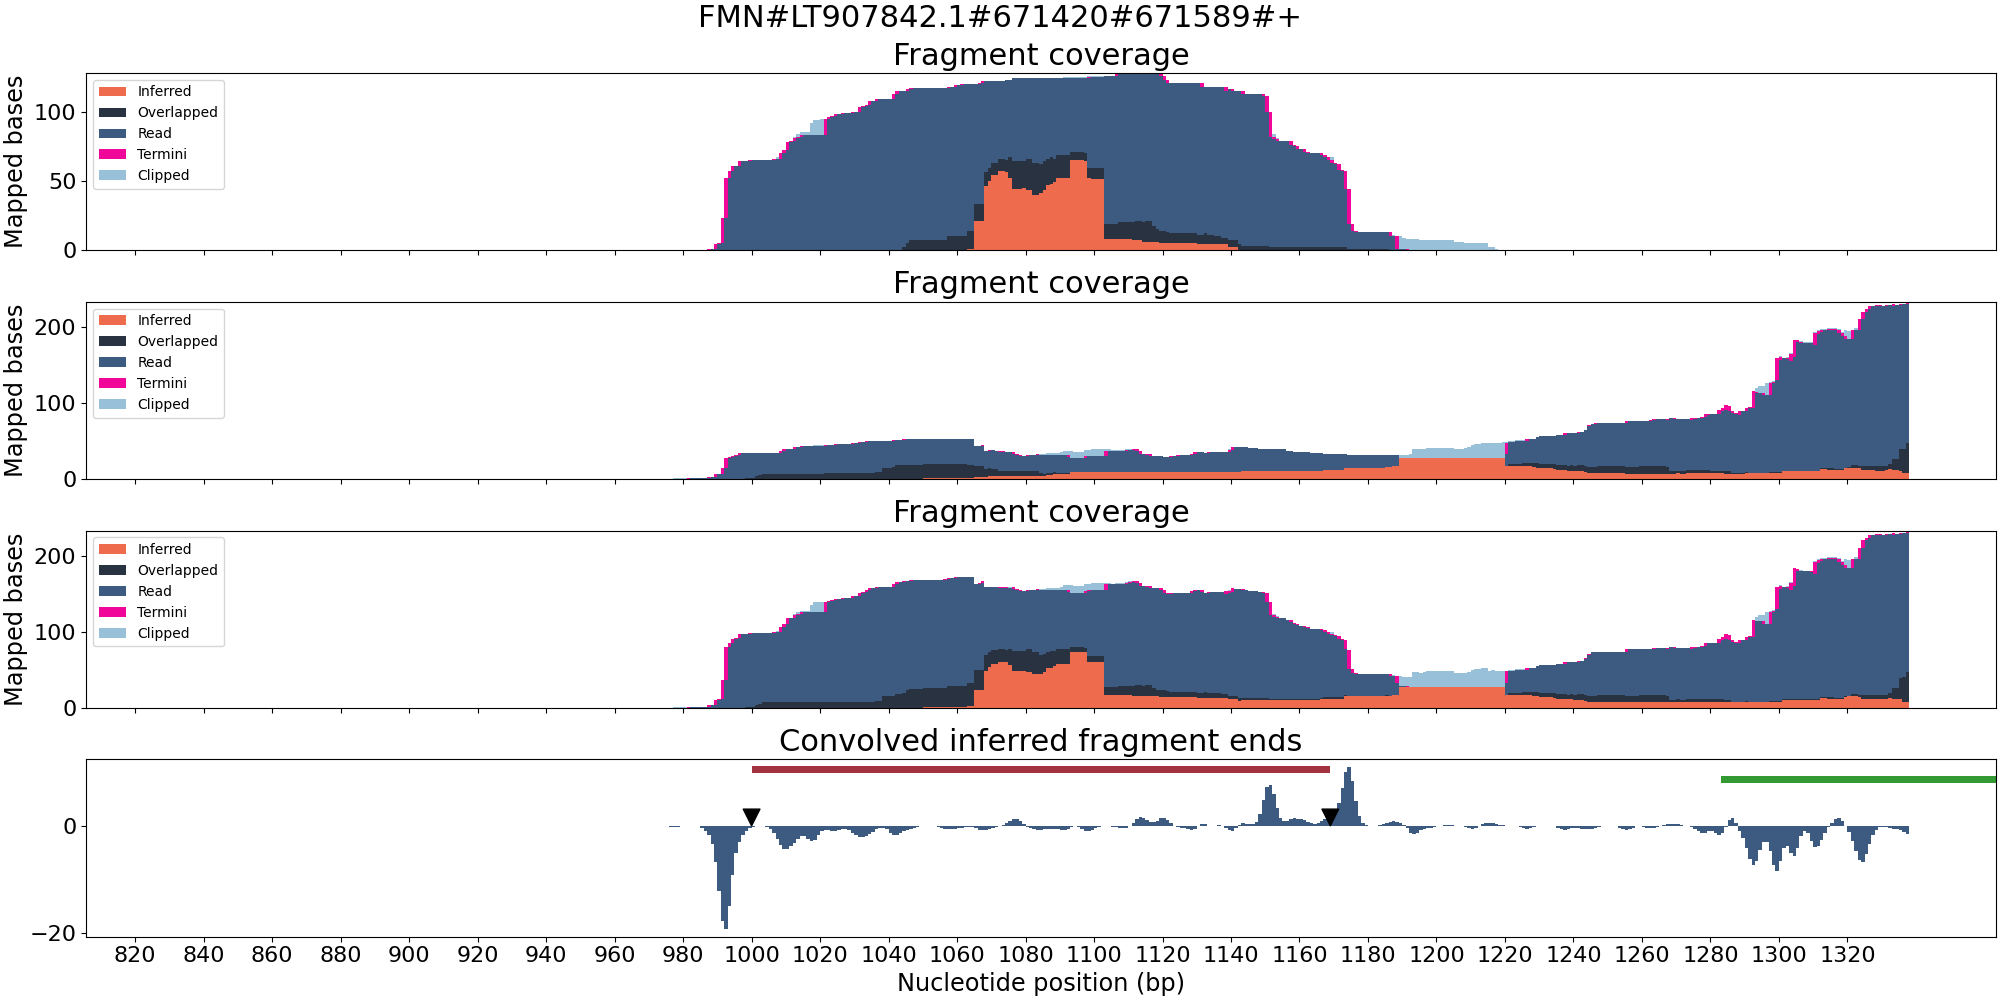 FMN#LT907842.1#671420#671589#+
Fragment coverage
Mapped bases
100
50
0
Inferred
Overlapped
Read
Termini
Clipped
Fragment coverage
Mapped bases
200
100
0
Inferred
Overlapped
Read
Termini
Clipped
Fragment coverage
Mapped bases
200
100
0
Inferred
Overlapped
Read
Termini
Clipped
Convolved inferred fragment ends
0
−20
820 840 860 880 900 920 940 960 980 1000 1020 1040 1060 1080 1100 1120 1140 1160 1180 1200 1220 1240 1260 1280 1300 1320
Nucleotide position (bp)